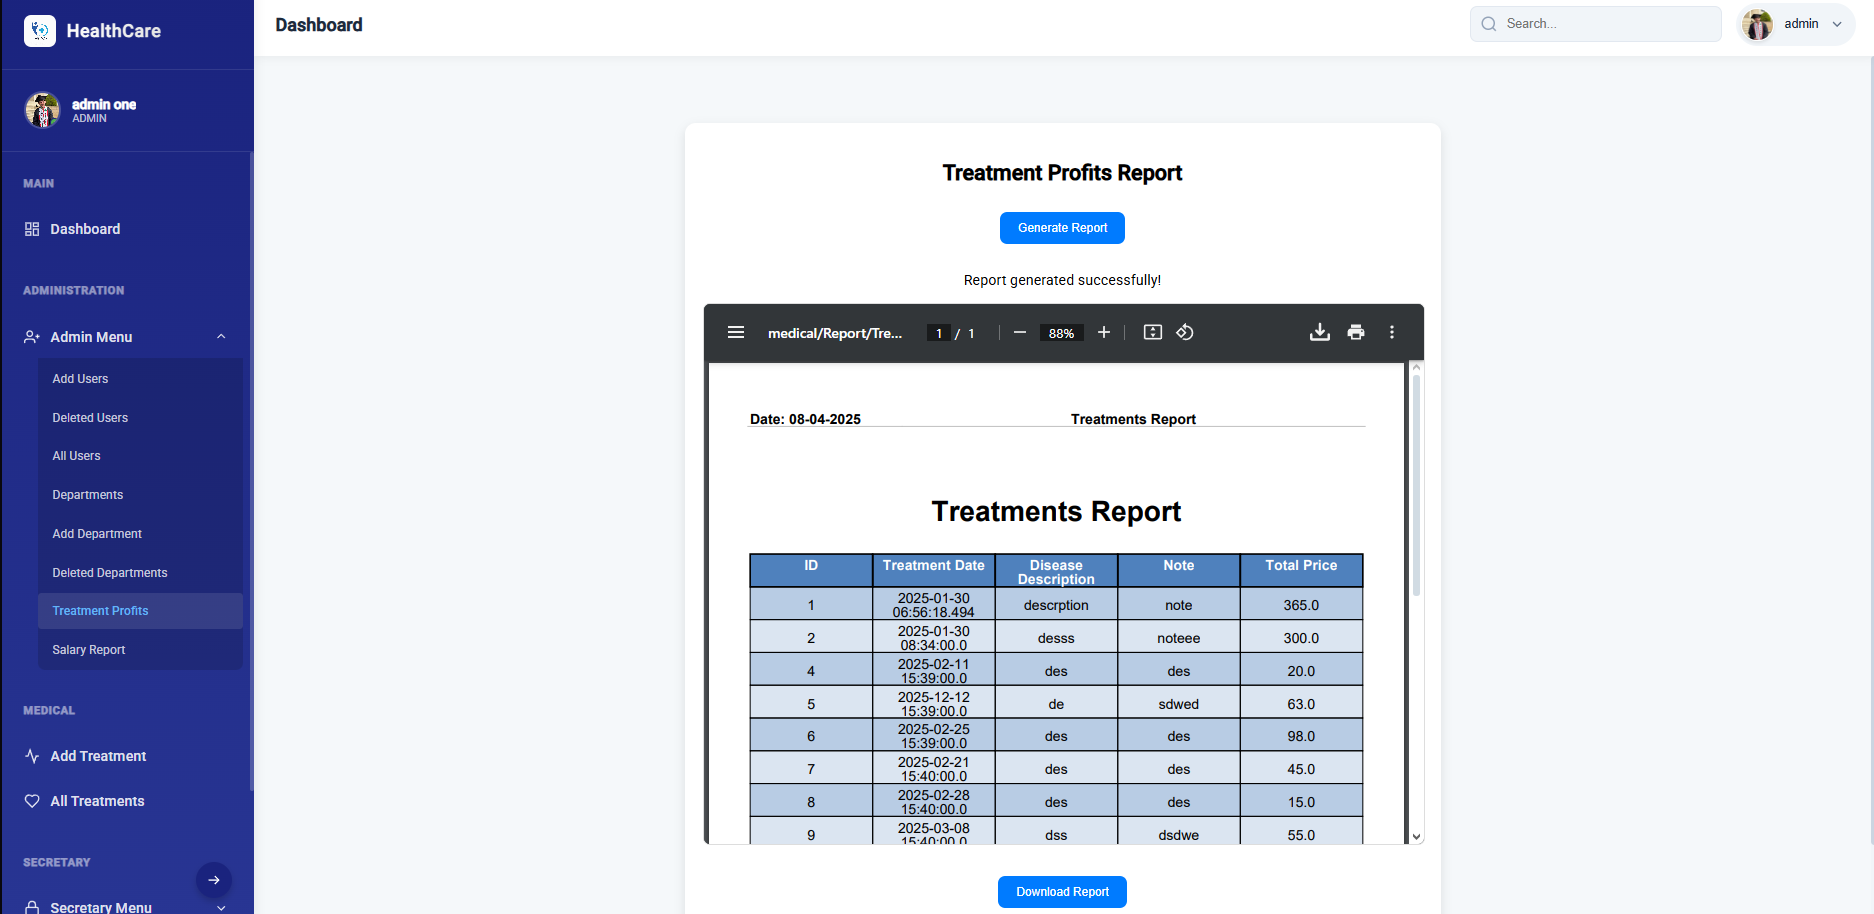 HealthCare
Dashboard
Search...
admin
admin one
ADMIN
MAIN
Dashboard
ADMINISTRATION
Admin Menu
Add Users
Deleted Users
All Users
Departments
Add Department
Deleted Departments
Treatment Profits
Salary Report
MEDICAL
Add Treatment
All Treatments
SECRETARY
Secretary Menu
Treatment Profits Report
Generate Report
Report generated successfully!
medical/Report/Tre... 1 / 1 88%
Date: 08-04-2025 Treatments Report
Treatments Report
ID Treatment Date Disease Description Note Total Price
1 2025-01-30 06:56:18.494 descrption note 365.0
2 2025-01-30 08:34:00.0 desss noteee 300.0
4 2025-02-11 15:39:00.0 des des 20.0
5 2025-12-12 15:39:00.0 de sdwed 63.0
6 2025-02-25 15:39:00.0 des des 98.0
7 2025-02-21 15:40:00.0 des des 45.0
8 2025-02-28 15:40:00.0 des des 15.0
9 2025-03-08 15:40:00.0 dss dsdwe 55.0
Download Report